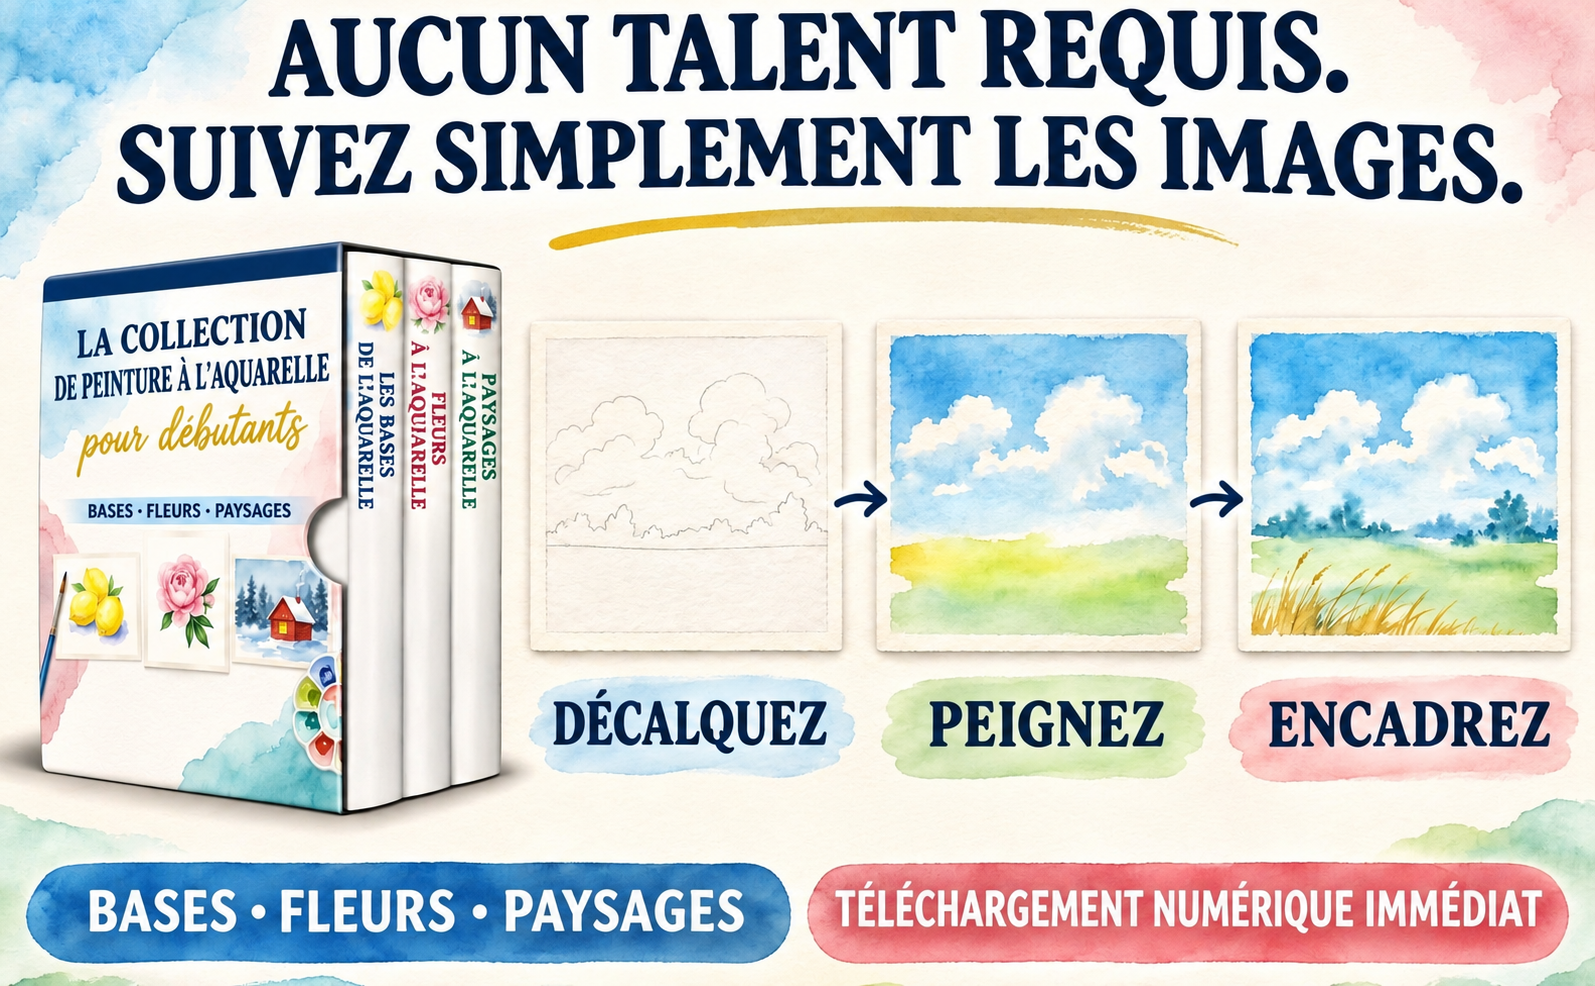 AUCUN TALENT REQUIS.
SUIVEZ SIMPLEMENT LES IMAGES.
LA COLLECTION
DE PEINTURE À L'AQUARELLE
pour débutants
BASES · FLEURS · PAYSAGES
LES BASES
DE L'AQUARELLE
FLEURS
À L'AQUIARELLE
PAYSAGES
À L'AQUARELLE
DÉCALQUEZ
PEIGNEZ
ENCADREZ
BASES · FLEURS · PAYSAGES
TÉLÉCHARGEMENT NUMÉRIQUE IMMÉDIAT